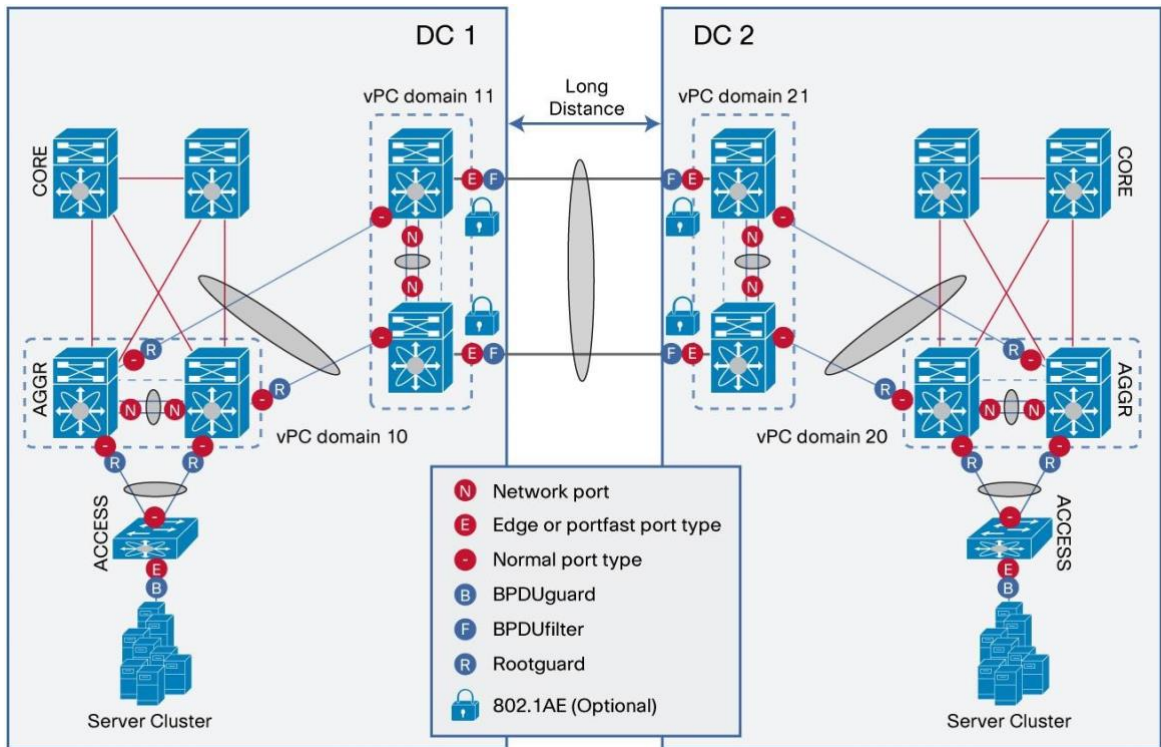 DC 1
DC 2
Long
Distance
vPC domain 11
vPC domain 21
CORE
CORE
E F
F E
-
N
N
-
N
N
-
-
E F
F E
R
-
R
-
AGGR
AGGR
N N
- R
R -
N N
vPC domain 10
vPC domain 20
-
R
-
R
-
R
-
R
ACCESS
ACCESS
-
-
E
B
E
B
Server Cluster
Server Cluster
N Network port
E Edge or portfast port type
- Normal port type
B BPDUguard
F BPDUfilter
R Rootguard
802.1AE (Optional)